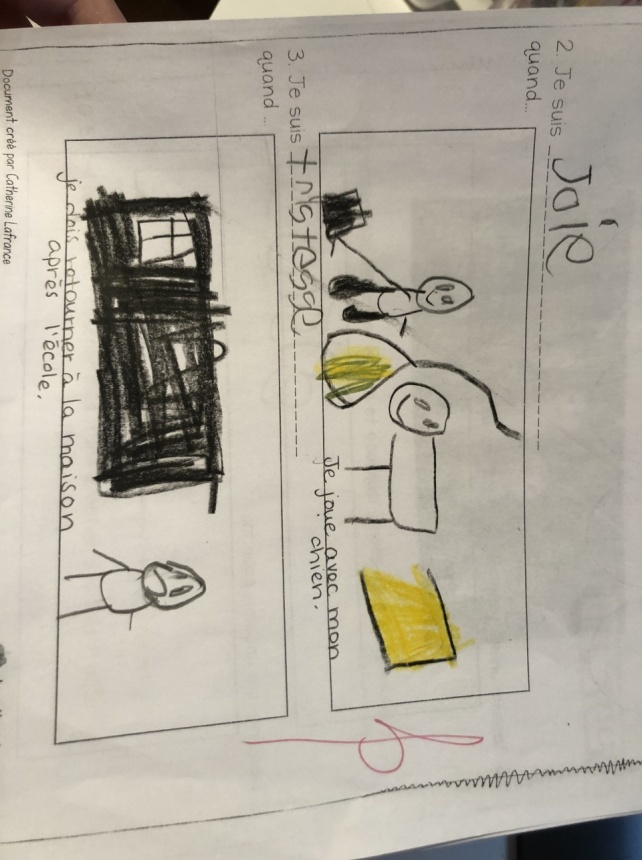 2. Je suis Joie
quand...
Je joue avec mon
chien.
3. Je suis tristesse
quand...
je dois retourner à la maison
après l'école.
Document créé par Catherine Lafrance